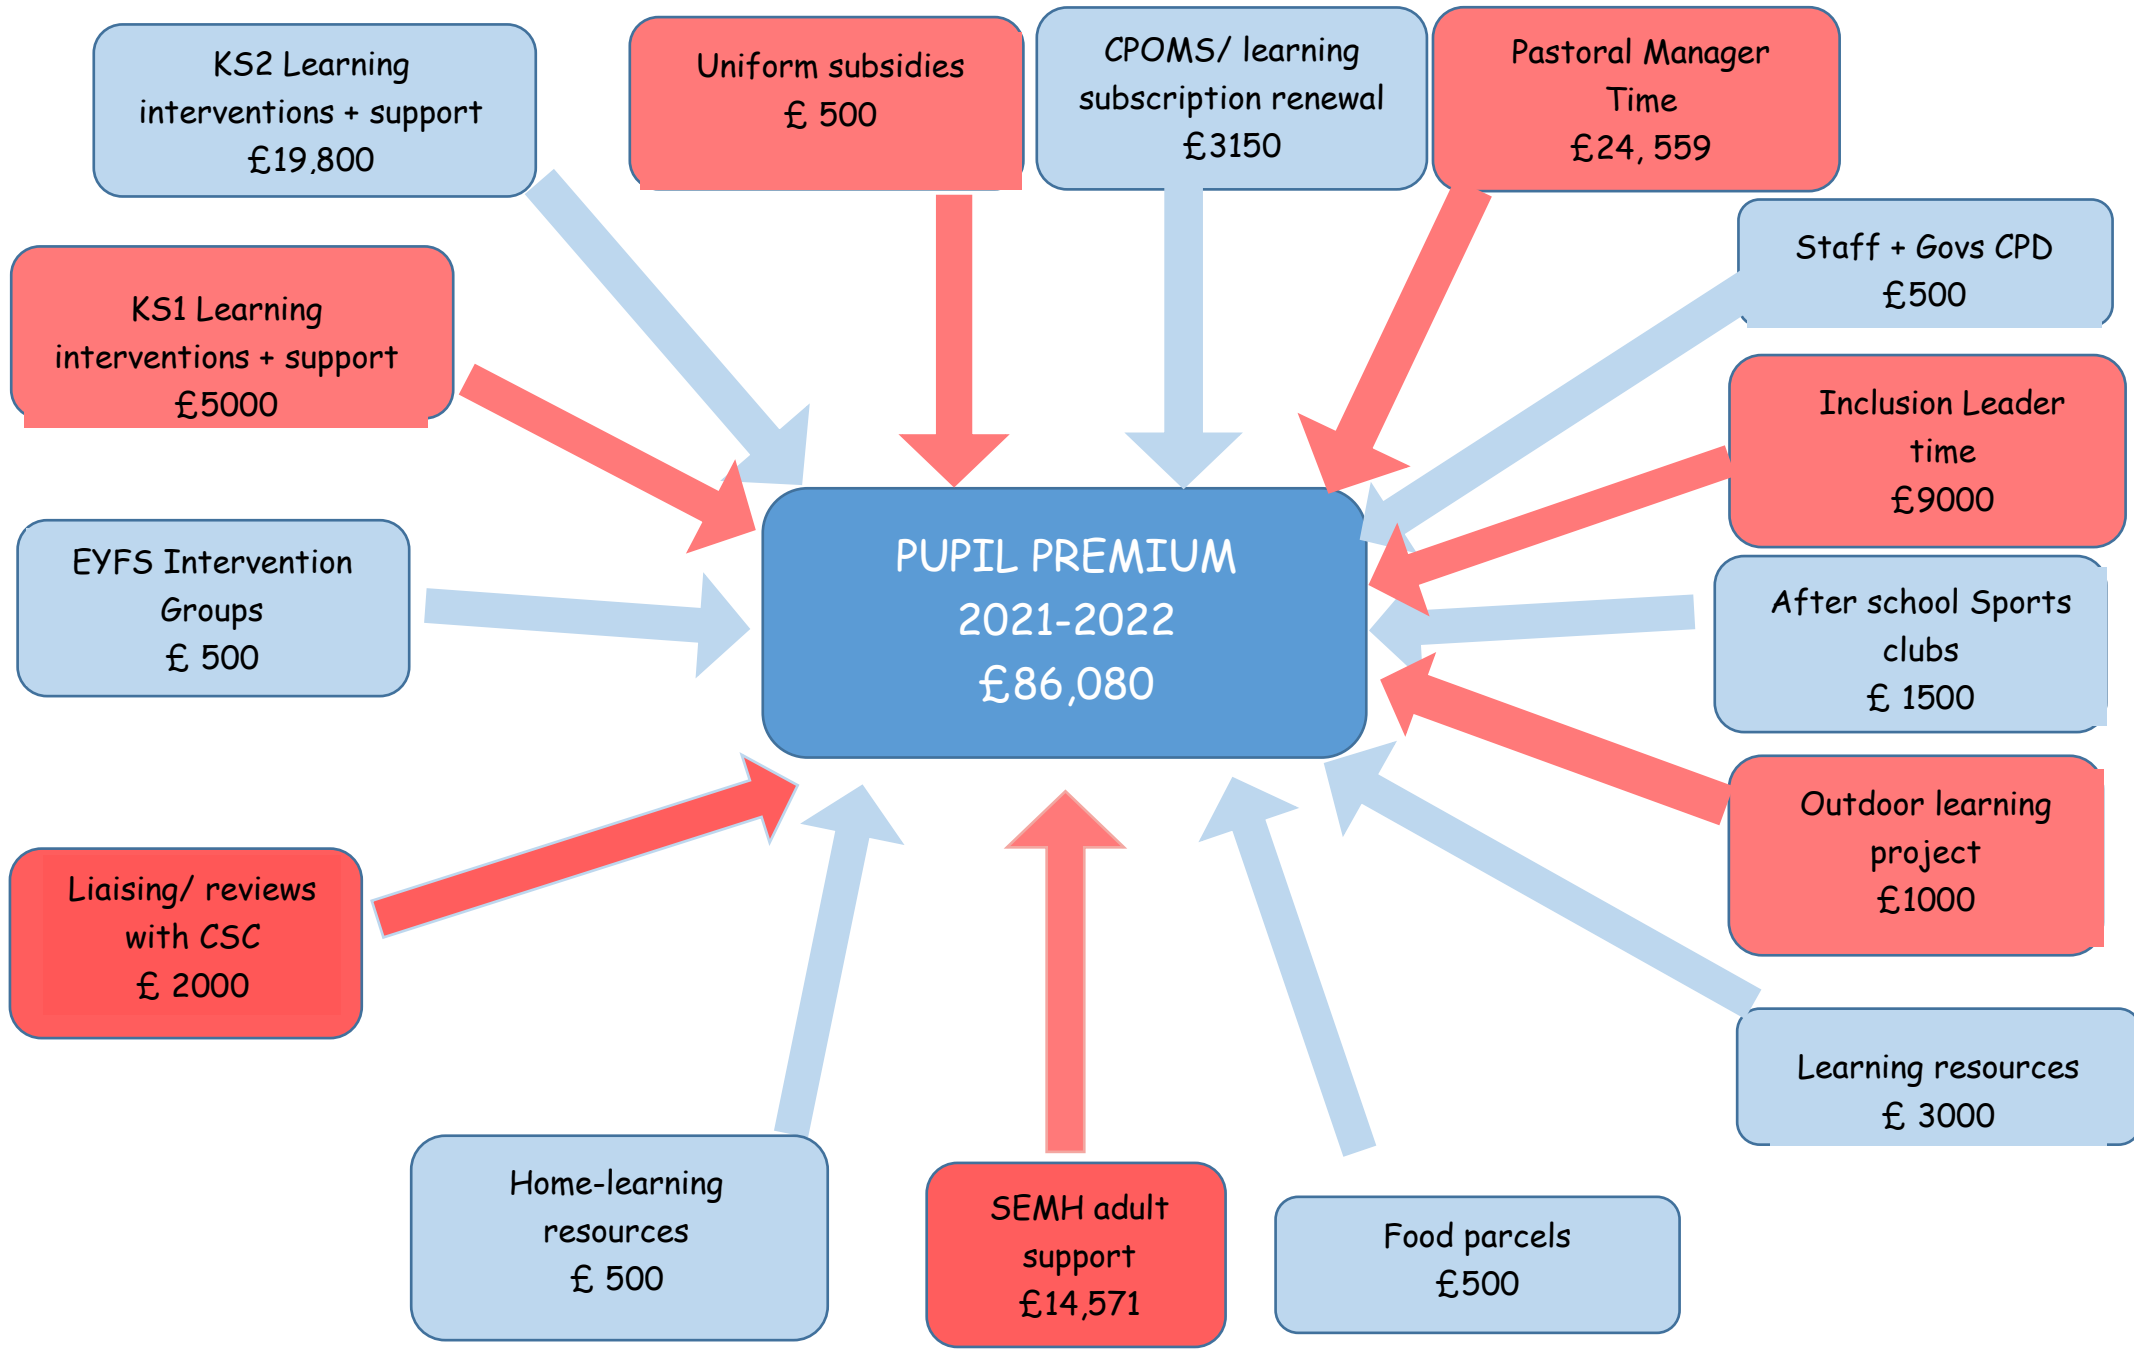 KS2 Learning
interventions + support
£19,800
Uniform subsidies
£ 500
CPOMS/ learning
subscription renewal
£3150
Pastoral Manager
Time
£24, 559
Staff + Govs CPD
£500
KS1 Learning
interventions + support
£5000
Inclusion Leader
time
£9000
EYFS Intervention
Groups
£ 500
PUPIL PREMIUM
2021-2022
£86,080
After school Sports
clubs
£ 1500
Outdoor learning
project
£1000
Liaising/ reviews
with CSC
£ 2000
Learning resources
£ 3000
Home-learning
resources
£ 500
SEMH adult
support
£14,571
Food parcels
£500